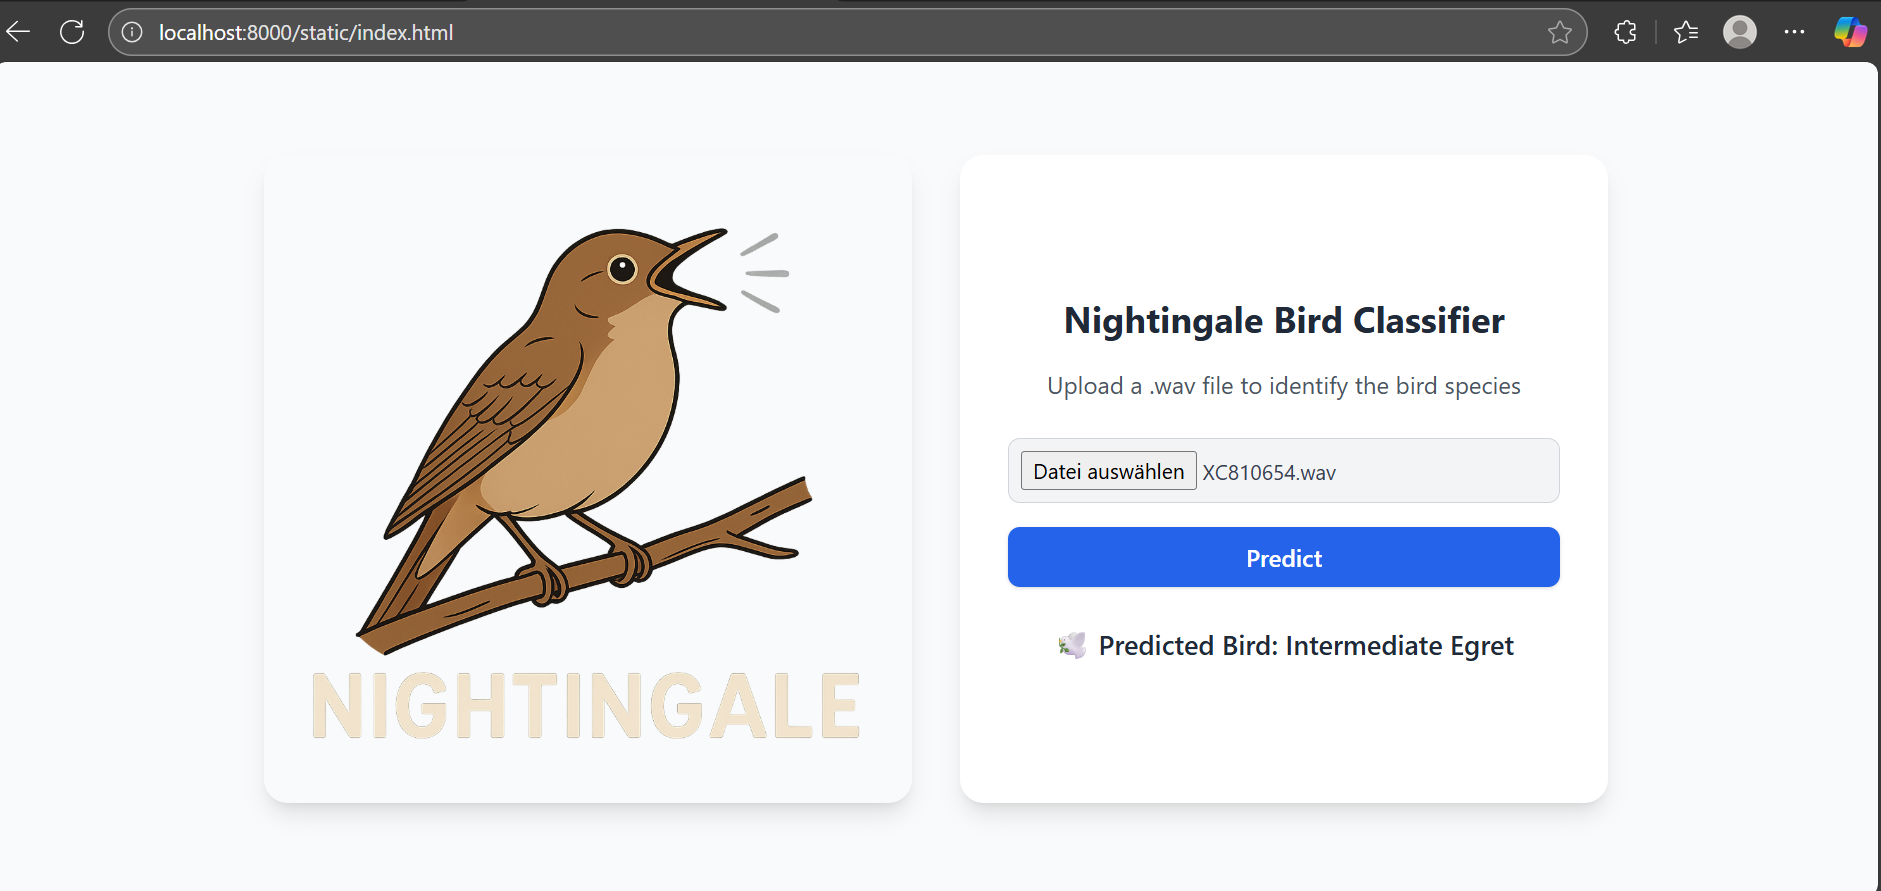 localhost:8000/static/index.html
NIGHTINGALE
Nightingale Bird Classifier
Upload a .wav file to identify the bird species
Datei auswählen XC810654.wav
Predict
🕊️ Predicted Bird: Intermediate Egret